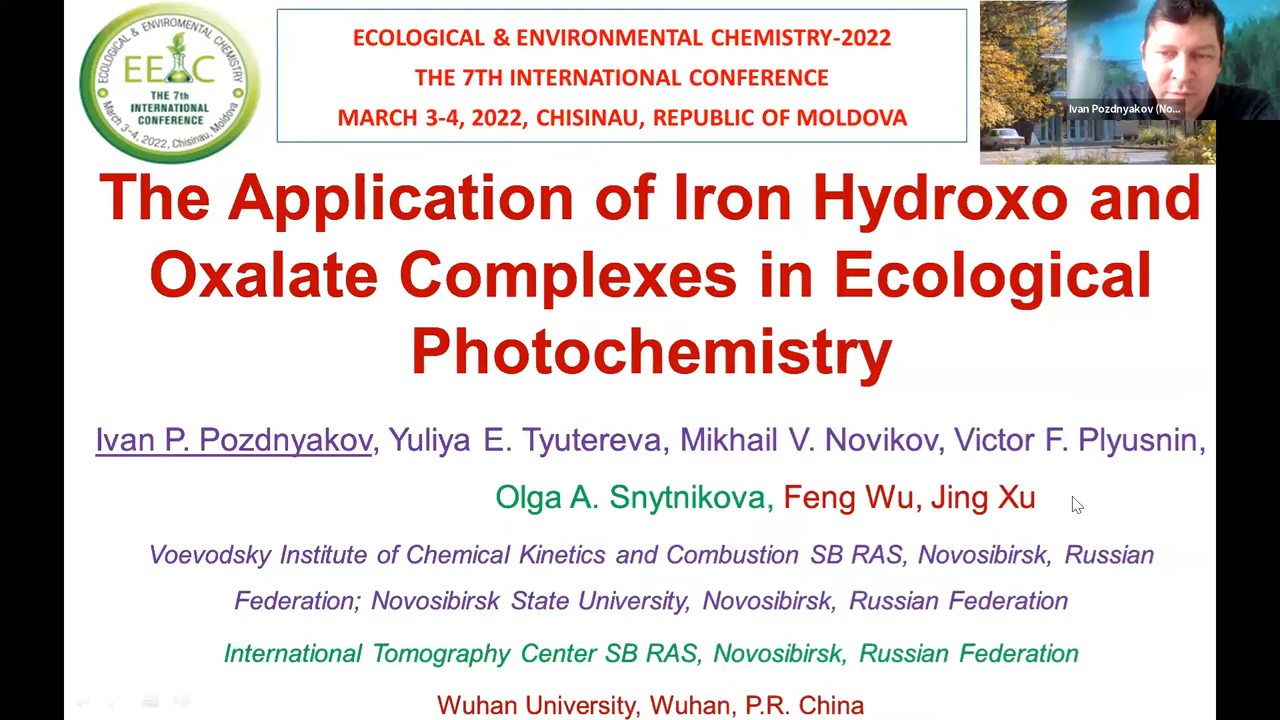 ECOLOGICAL & ENVIROMENTAL CHEMISTRY
EEC
THE 7th
INTERNATIONAL
CONFERENCE
March 3-4, 2022, Chisinau, Moldova
ECOLOGICAL & ENVIRONMENTAL CHEMISTRY-2022
THE 7TH INTERNATIONAL CONFERENCE
MARCH 3-4, 2022, CHISINAU, REPUBLIC OF MOLDOVA
Ivan Pozdnyakov (No...
The Application of Iron Hydroxo and
Oxalate Complexes in Ecological
Photochemistry
Ivan P. Pozdnyakov, Yuliya E. Tyutereva, Mikhail V. Novikov, Victor F. Plyusnin,
Olga A. Snytnikova, Feng Wu, Jing Xu
Voevodsky Institute of Chemical Kinetics and Combustion SB RAS, Novosibirsk, Russian
Federation; Novosibirsk State University, Novosibirsk, Russian Federation
International Tomography Center SB RAS, Novosibirsk, Russian Federation
Wuhan University, Wuhan, P.R. China